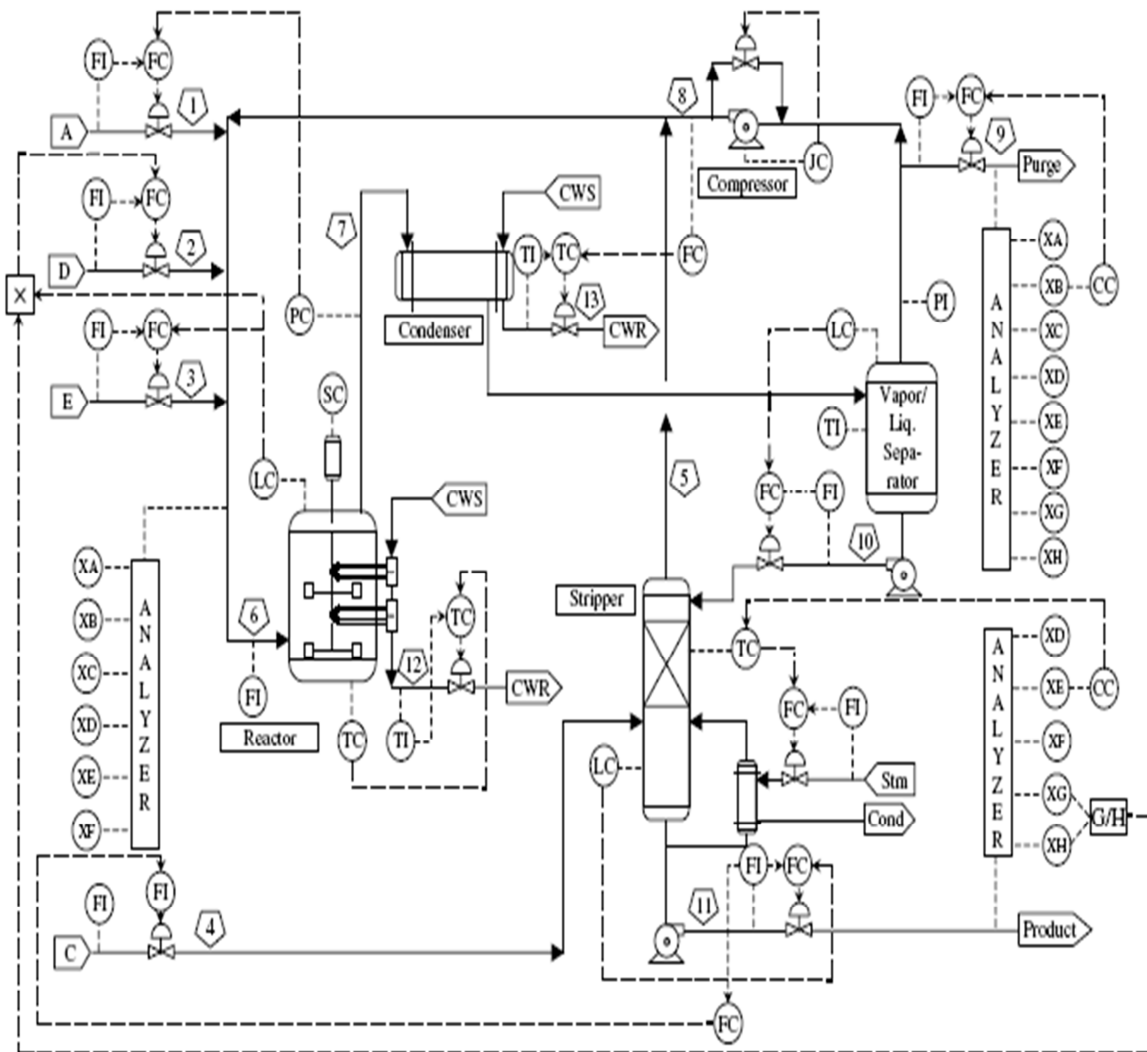 FI
FC
1
A
FI
FC
2
D
×
FI
FC
3
E
PC
7
CWS
TI
TC
FC
13
CWR
Condenser
8
Compressor
JC
FI
FC
9
Purge
ANALYZER
XA
XB
CC
XC
XD
XE
XF
XG
XH
LC
PI
TI
Vapor/
Liq.
Sepa-
rator
FC
FI
10
5
SC
LC
CWS
TC
6
12
CWR
FI
Reactor
TC
TI
XA
XB
XC
XD
XE
XF
ANALYZER
Stripper
TC
FC
FI
LC
Stm
Cond
ANALYZER
XD
XE
CC
XF
XG
XH
G/H
FI
FC
11
Product
FI
FI
4
C
FC